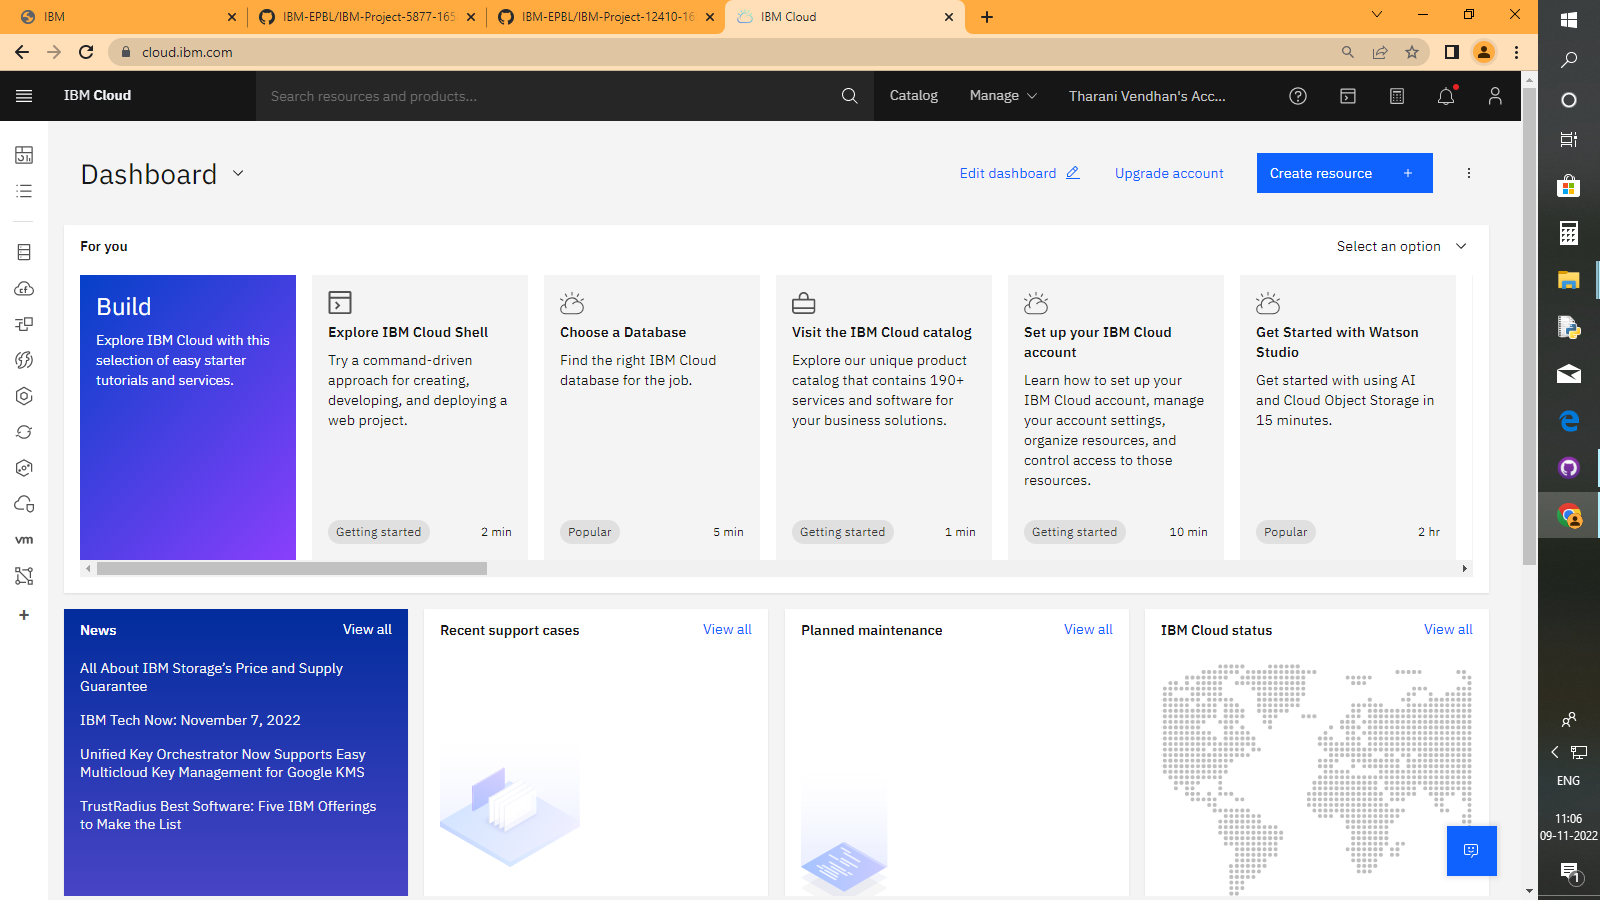 IBM
IBM-EPBL/IBM-Project-5877-165
IBM-EPBL/IBM-Project-12410-16
IBM Cloud
cloud.ibm.com
IBM Cloud
Search resources and products...
Catalog
Manage
Tharani Vendhan's Acc...
Dashboard
Edit dashboard
Upgrade account
Create resource +
For you
Select an option
Build
Explore IBM Cloud with this
selection of easy starter
tutorials and services.
Explore IBM Cloud Shell
Try a command-driven
approach for creating,
developing, and deploying a
web project.
Getting started
2 min
Choose a Database
Find the right IBM Cloud
database for the job.
Popular
5 min
Visit the IBM Cloud catalog
Explore our unique product
catalog that contains 190+
services and software for
your business solutions.
Getting started
1 min
Set up your IBM Cloud
account
Learn how to set up your
IBM Cloud account, manage
your account settings,
organize resources, and
control access to those
resources.
Getting started
10 min
Get Started with Watson
Studio
Get started with using AI
and Cloud Object Storage in
15 minutes.
Popular
2 hr
cf
vm
News
View all
All About IBM Storage’s Price and Supply
Guarantee
IBM Tech Now: November 7, 2022
Unified Key Orchestrator Now Supports Easy
Multicloud Key Management for Google KMS
TrustRadius Best Software: Five IBM Offerings
to Make the List
Recent support cases
View all
Planned maintenance
View all
IBM Cloud status
View all
ENG
11:06
09-11-2022
1